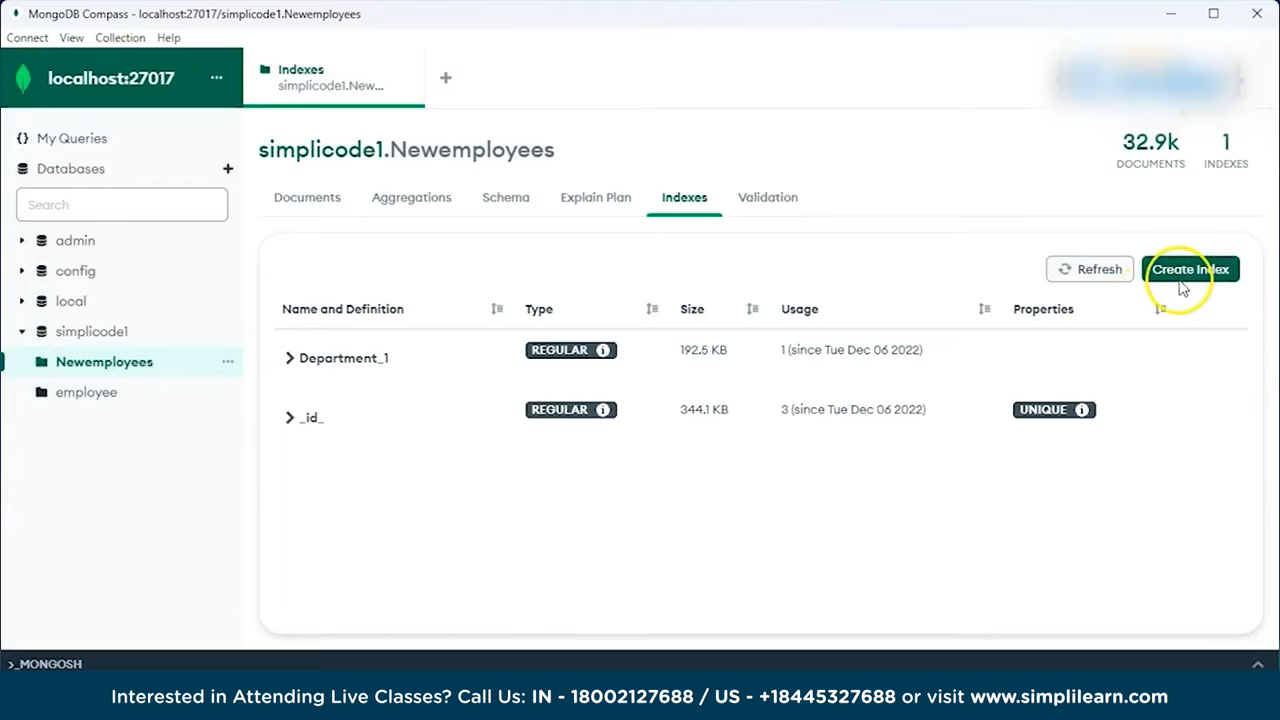 MongoDB Compass - localhost:27017/simplicode1.Newemployees
Connect View Collection Help
localhost:27017 ...
Indexes
simplicode1.New...
+
{} My Queries
Databases +
Search
admin
config
local
simplicode1
Newemployees ...
employee
simplicode1.Newemployees
32.9k 1
DOCUMENTS INDEXES
Documents Aggregations Schema Explain Plan Indexes Validation
Refresh Create Index
Name and Definition Type Size Usage Properties
Department_1 REGULAR 192.5 KB 1 (since Tue Dec 06 2022)
_id_ REGULAR 344.1 KB 3 (since Tue Dec 06 2022) UNIQUE
>_MONGOSH
Interested in Attending Live Classes? Call Us: IN - 18002127688 / US - +18445327688 or visit www.simplilearn.com